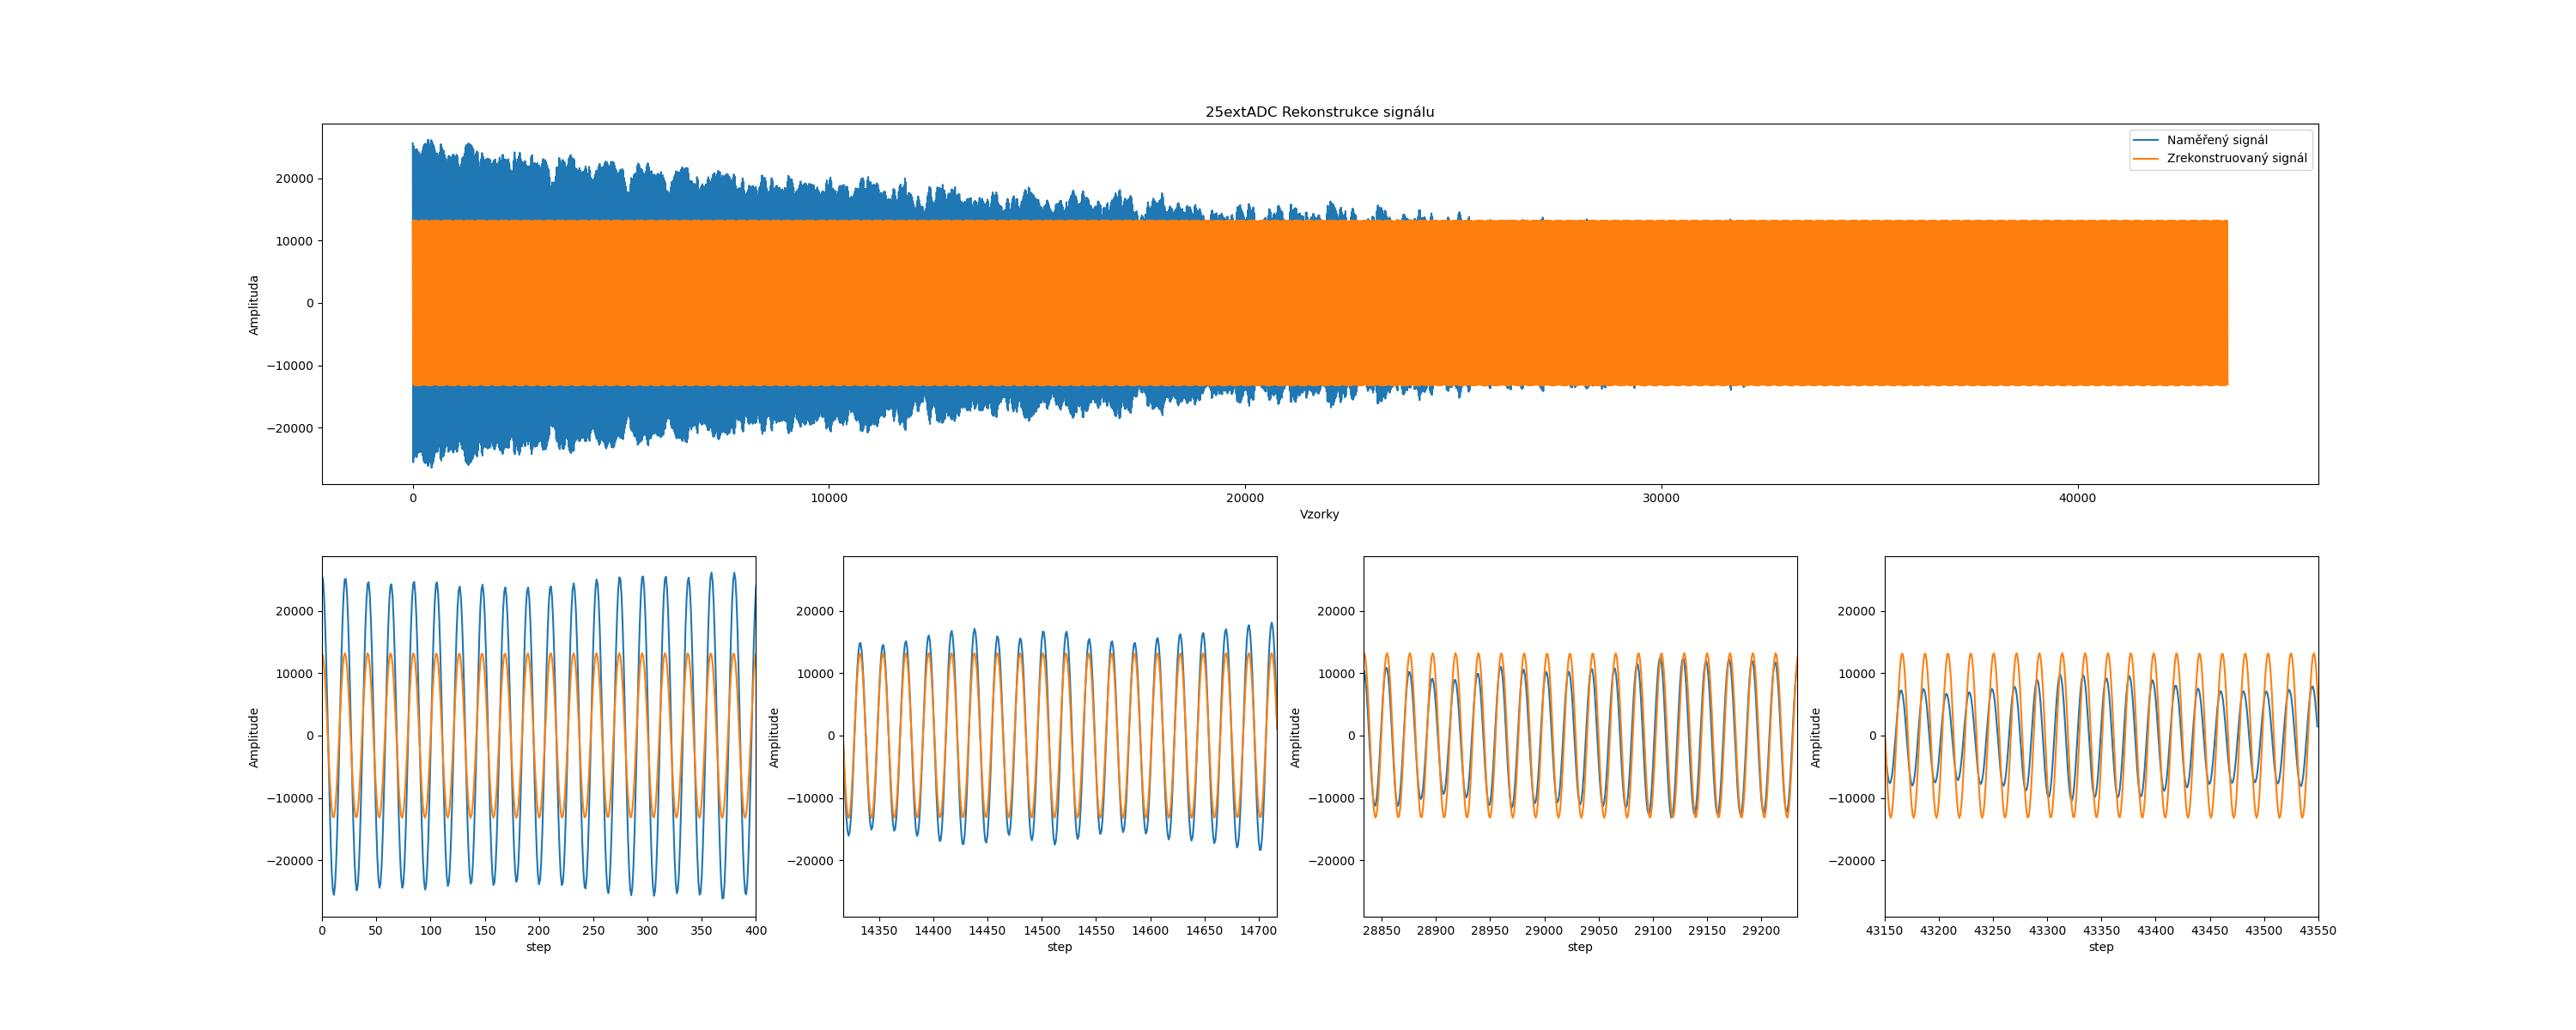 25extADC Rekonstrukce signálu
Naměřený signál
Zrekonstruovaný signál
20000
10000
0
−10000
−20000
Amplituda
0 10000 20000 30000 40000
Vzorky
20000
10000
0
−10000
−20000
Amplitude
0 50 100 150 200 250 300 350 400
step
20000
10000
0
−10000
−20000
Amplitude
14350 14400 14450 14500 14550 14600 14650 14700
step
20000
10000
0
−10000
−20000
Amplitude
28850 28900 28950 29000 29050 29100 29150 29200
step
20000
10000
0
−10000
−20000
Amplitude
43150 43200 43250 43300 43350 43400 43450 43500 43550
step